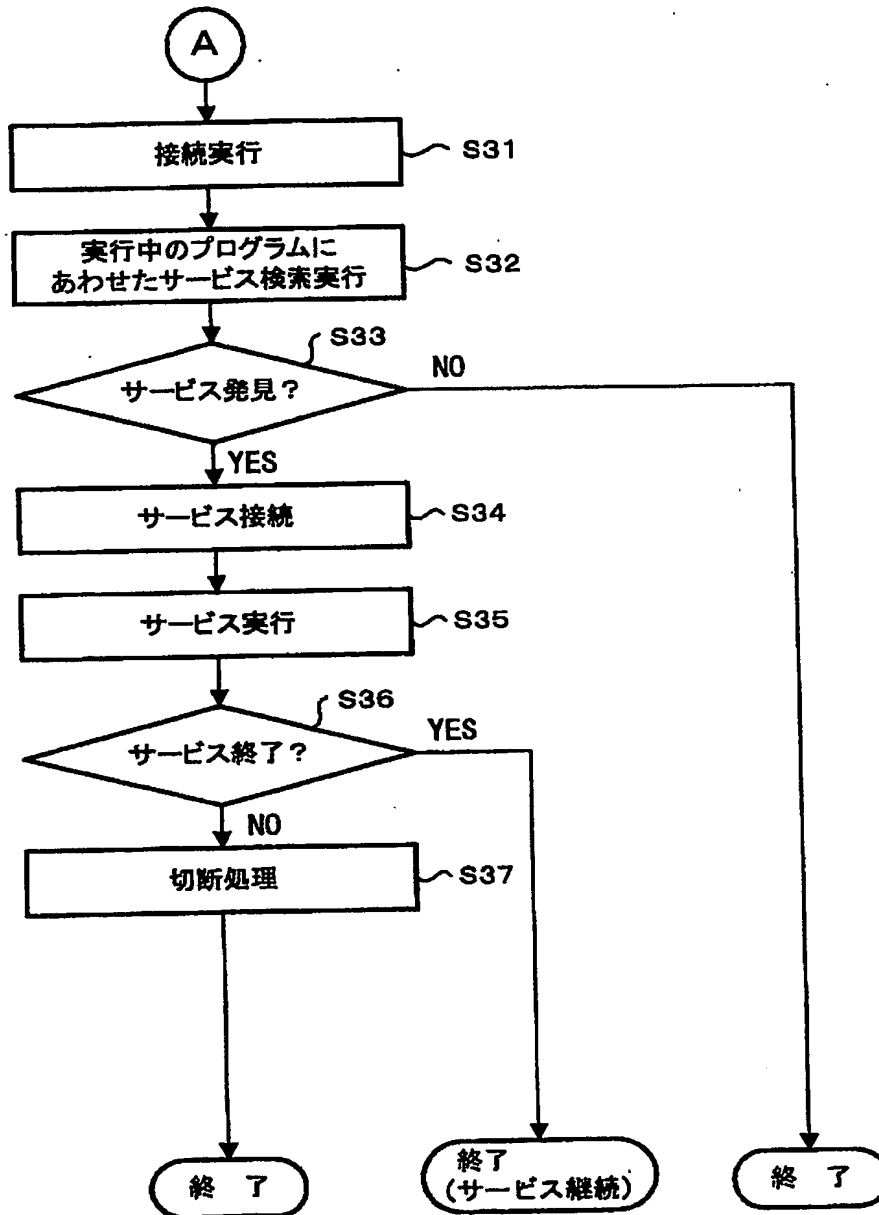 A
接続実行
S31
実行中のプログラムに
あわせたサービス検索実行
S32
S33
サービス発見?
NO
YES
サービス接続
S34
サービス実行
S35
S36
サービス終了?
YES
NO
切断処理
S37
終 了
終了
(サービス継続)
終 了